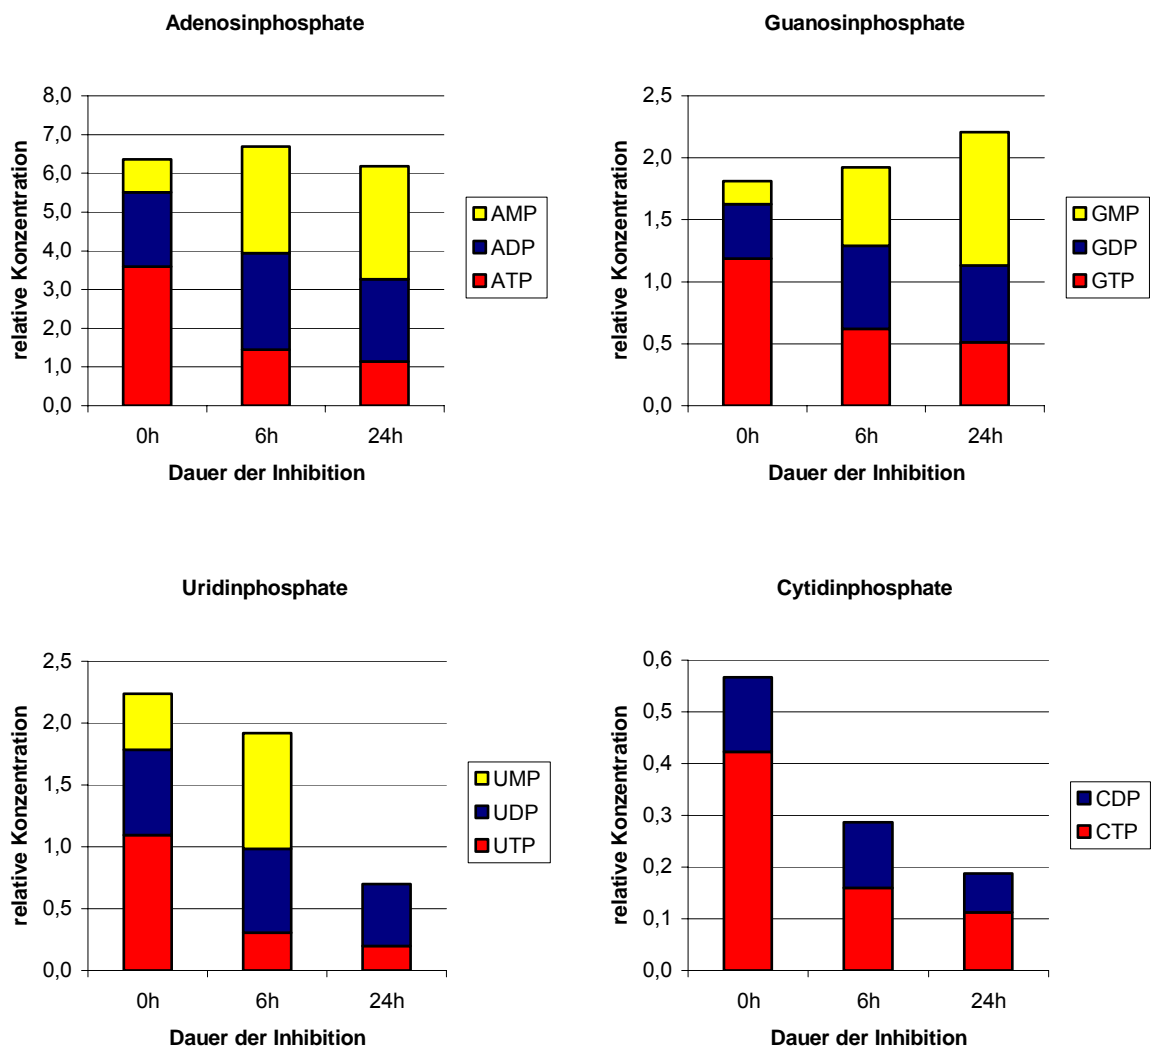 Adenosinphosphate
relative Konzentration
8,0
7,0
6,0
5,0
4,0
3,0
2,0
1,0
0,0
0h 6h 24h
Dauer der Inhibition
AMP
ADP
ATP
Guanosinphosphate
relative Konzentration
2,5
2,0
1,5
1,0
0,5
0,0
0h 6h 24h
Dauer der Inhibition
GMP
GDP
GTP
Uridinphosphate
relative Konzentration
2,5
2,0
1,5
1,0
0,5
0,0
0h 6h 24h
Dauer der Inhibition
UMP
UDP
UTP
Cytidinphosphate
relative Konzentration
0,6
0,5
0,4
0,3
0,2
0,1
0,0
0h 6h 24h
Dauer der Inhibition
CDP
CTP